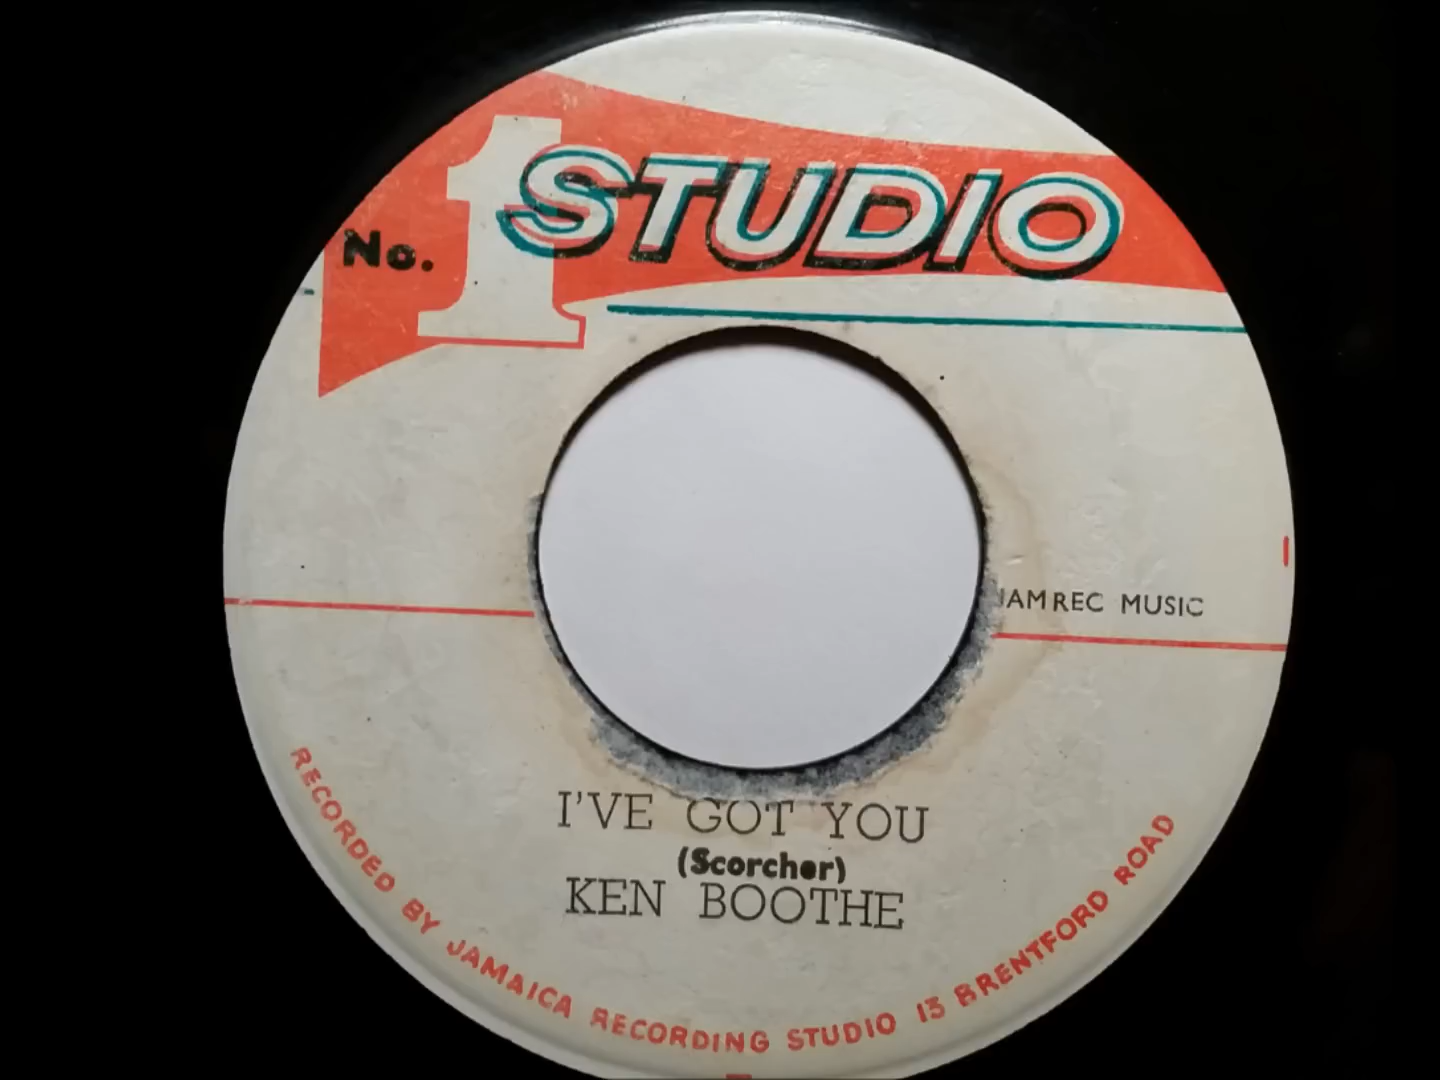 No. 1 STUDIO
JAMREC MUSIC
I'VE GOT YOU
(Scorcher)
KEN BOOTHE
RECORDED BY JAMAICA RECORDING STUDIO 13 BRENTFORD ROAD